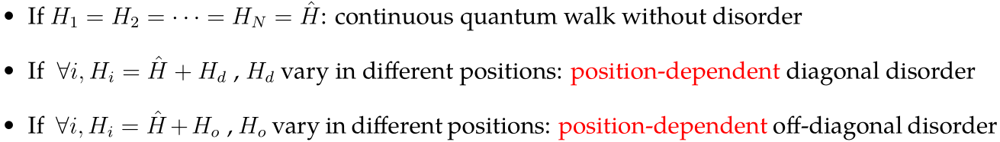 • If $H_1 = H_2 = \cdots = H_N = \hat{H}$: continuous quantum walk without disorder
• If $\forall i, H_i = \hat{H} + H_d$ , $H_d$ vary in different positions: position-dependent diagonal disorder
• If $\forall i, H_i = \hat{H} + H_o$ , $H_o$ vary in different positions: position-dependent off-diagonal disorder